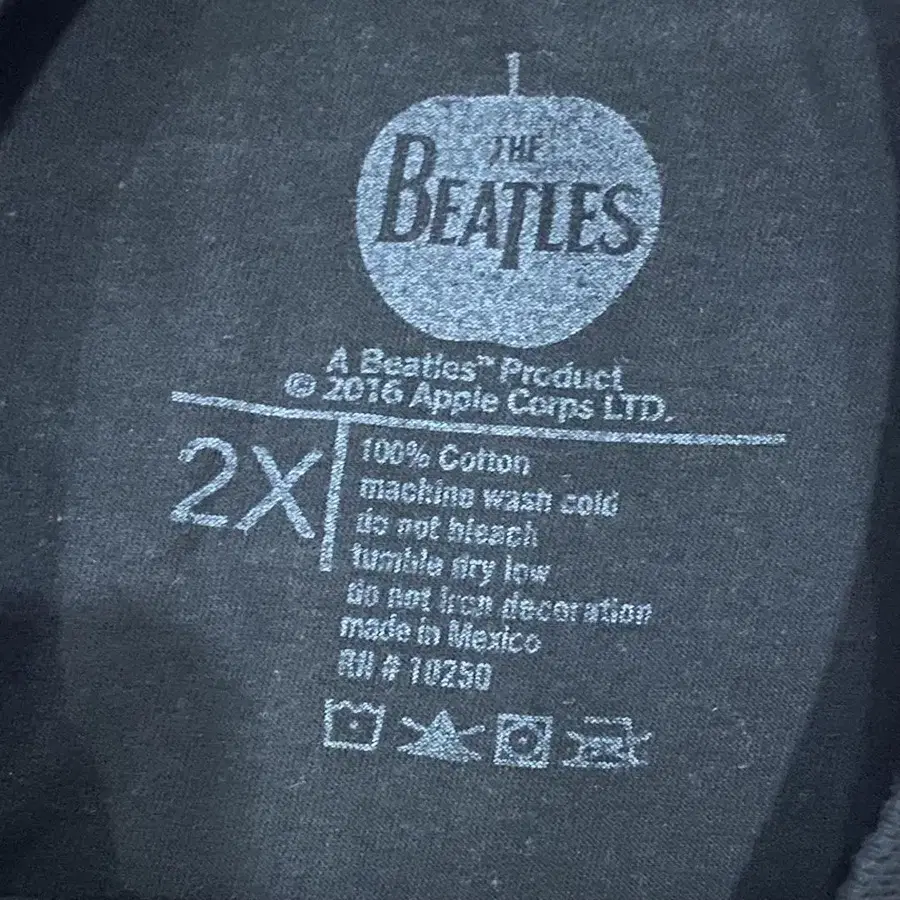 THE
BEATLES
A Beatles™ Product
© 2016 Apple Corps LTD.
2X
100% Cotton
machine wash cold
do not bleach
tumble dry low
do not iron decoration
made in Mexico
RN # 10250